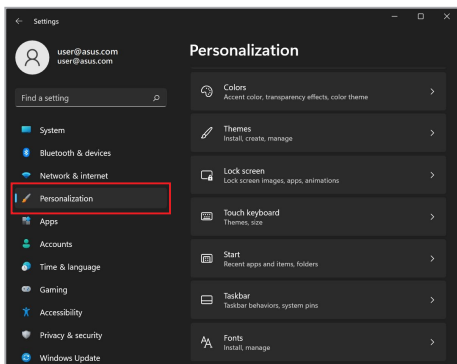 Settings
user@asus.com
user@asus.com
Find a setting
System
Bluetooth & devices
Network & internet
Personalization
Apps
Accounts
Time & language
Gaming
Accessibility
Privacy & security
Windows Update
Personalization
Colors
Accent color, transparency effects, color theme
Themes
Install, create, manage
Lock screen
Lock screen images, apps, animations
Touch keyboard
Themes, size
Start
Recent apps and items, folders
Taskbar
Taskbar behaviors, system pins
Fonts
Install, manage